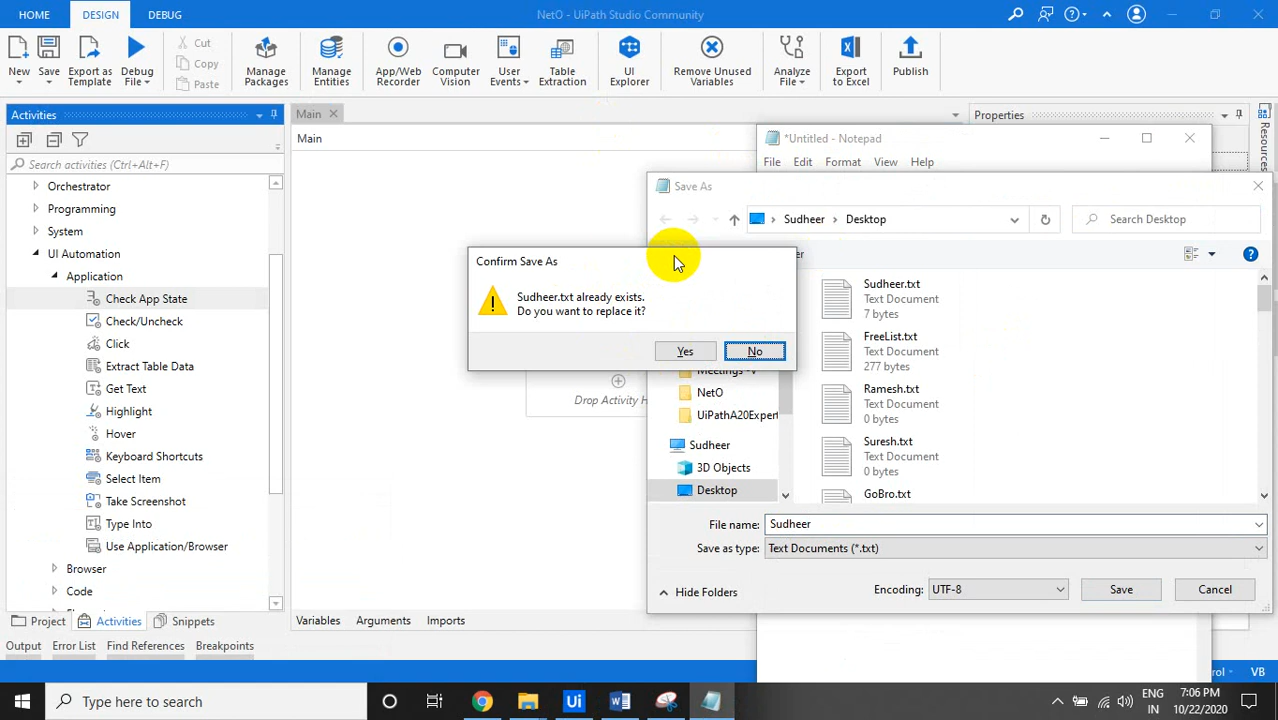 HOME
DESIGN
DEBUG
NetO - UiPath Studio Community
New
Save
Export as
Template
Debug
File
Cut
Copy
Paste
Manage
Packages
Manage
Entities
App/Web
Recorder
Computer
Vision
User
Events
Table
Extraction
UI
Explorer
Remove Unused
Variables
Analyze
File
Export
to Excel
Publish
Activities
Search activities (Ctrl+Alt+F)
Orchestrator
Programming
System
UI Automation
Application
Check App State
Check/Uncheck
Click
Extract Table Data
Get Text
Highlight
Hover
Keyboard Shortcuts
Select Item
Take Screenshot
Type Into
Use Application/Browser
Browser
Code
Project
Activities
Snippets
Main
Main
Drop Activity H
Variables
Arguments
Imports
Properties
Resources
*Untitled - Notepad
File
Edit
Format
View
Help
Save As
Sudheer
Desktop
Search Desktop
Confirm Save As
Sudheer.txt already exists.
Do you want to replace it?
Yes
No
NetO
UiPathA20Expert
Sudheer
3D Objects
Desktop
Sudheer.txt
Text Document
7 bytes
FreeList.txt
Text Document
277 bytes
Ramesh.txt
Text Document
0 bytes
Suresh.txt
Text Document
0 bytes
GoBro.txt
File name:
Sudheer
Save as type:
Text Documents (*.txt)
Hide Folders
Encoding:
UTF-8
Save
Cancel
Output
Error List
Find References
Breakpoints
VB
Type here to search
ENG
IN
7:06 PM
10/22/2020